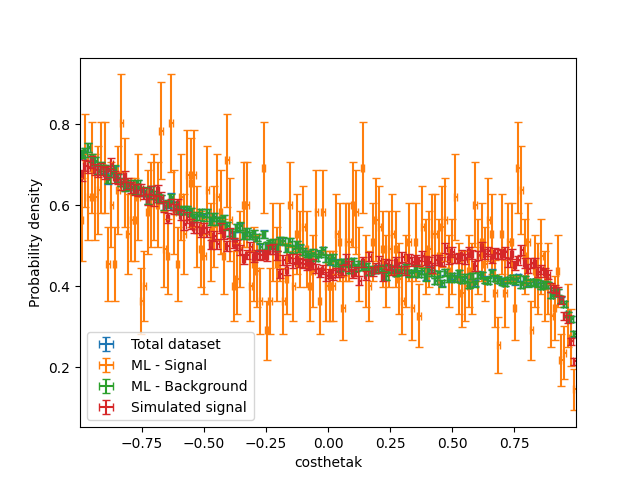 Probability density
0.8
0.6
0.4
0.2
Total dataset
ML - Signal
ML - Background
Simulated signal
−0.75 −0.50 −0.25 0.00 0.25 0.50 0.75
costhetak